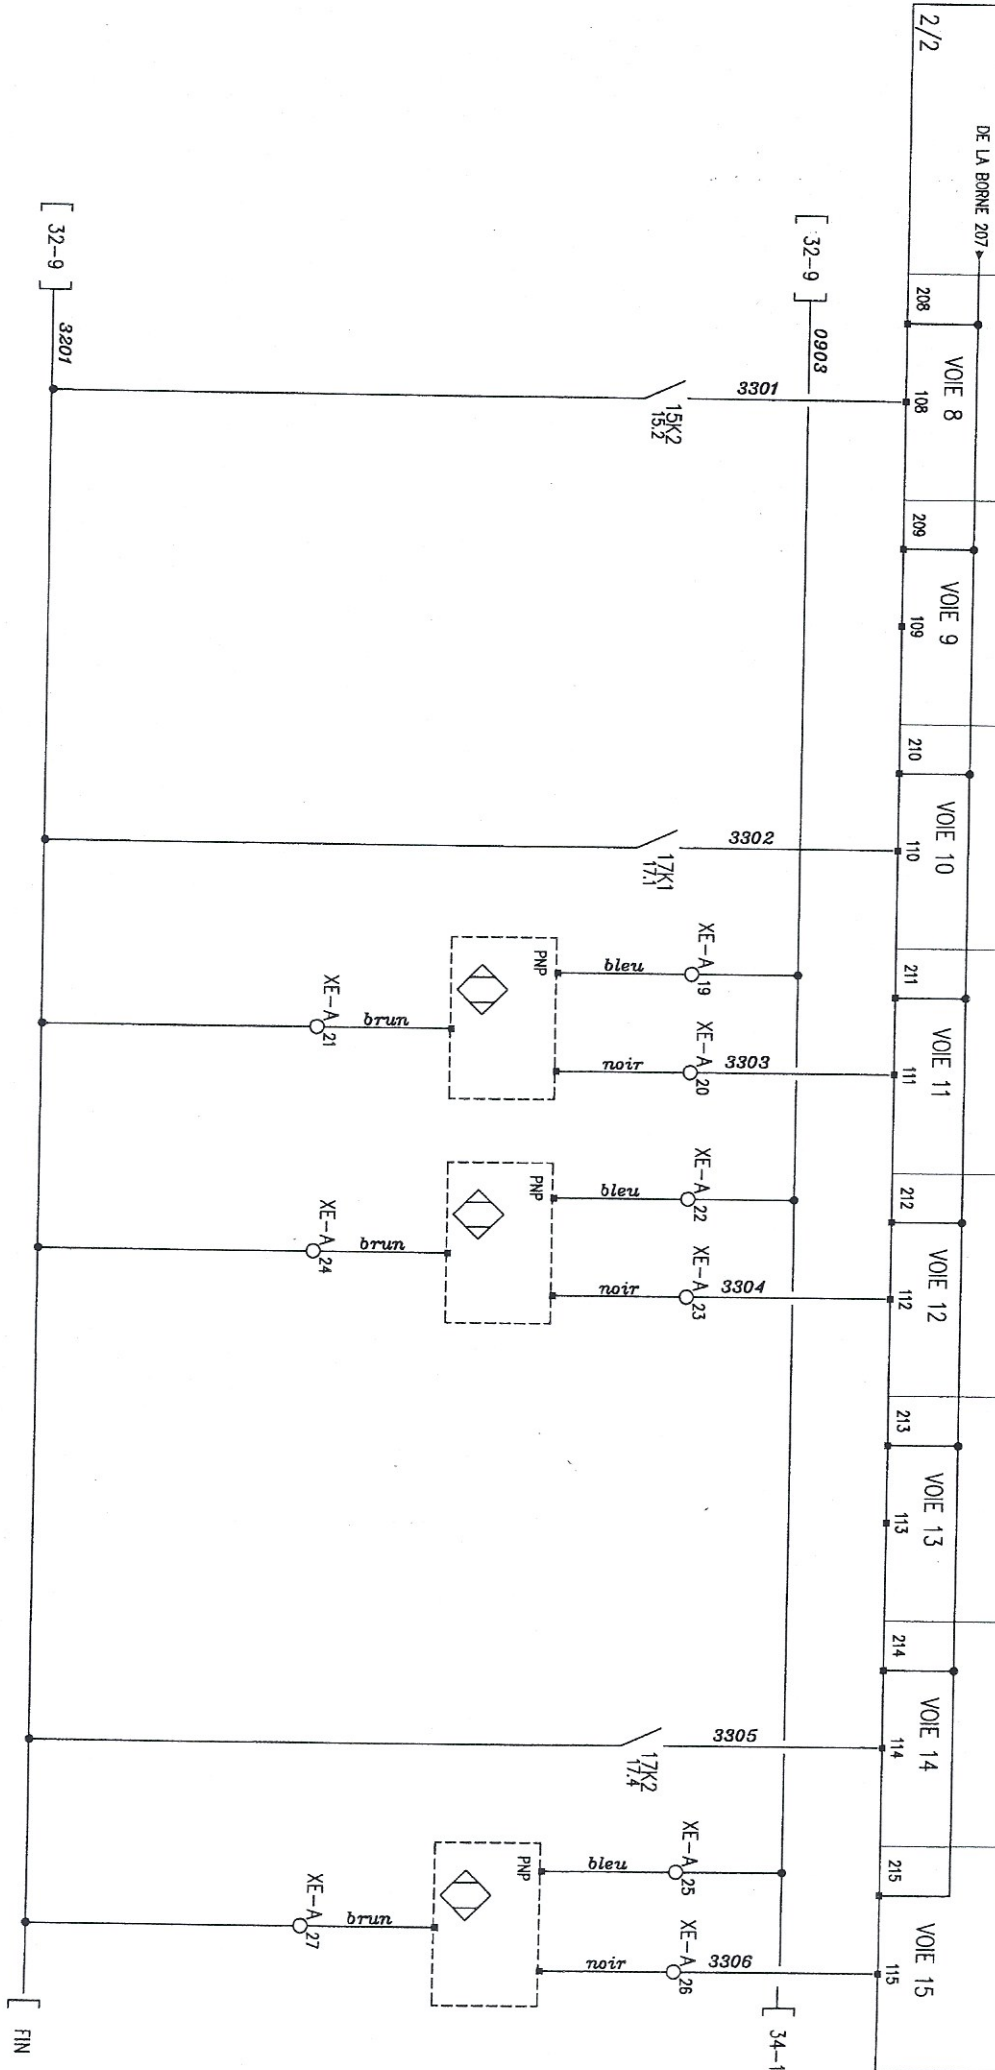 2/2
DE LA BORNE 207
208
VOIE 8
108
209
VOIE 9
109
210
VOIE 10
110
211
VOIE 11
111
212
VOIE 12
112
213
VOIE 13
113
214
VOIE 14
114
215
VOIE 15
115
[ 32-9 ]
0903
34-1
3301
15K2
15.2
3302
17K1
17.1
XE-A
19
bleu
PNP
XE-A
20
3303
noir
XE-A
21
brun
XE-A
22
bleu
PNP
XE-A
23
3304
noir
XE-A
24
brun
3305
17K2
17.4
XE-A
25
bleu
PNP
XE-A
26
3306
noir
XE-A
27
brun
[ 32-9 ]
3201
FIN